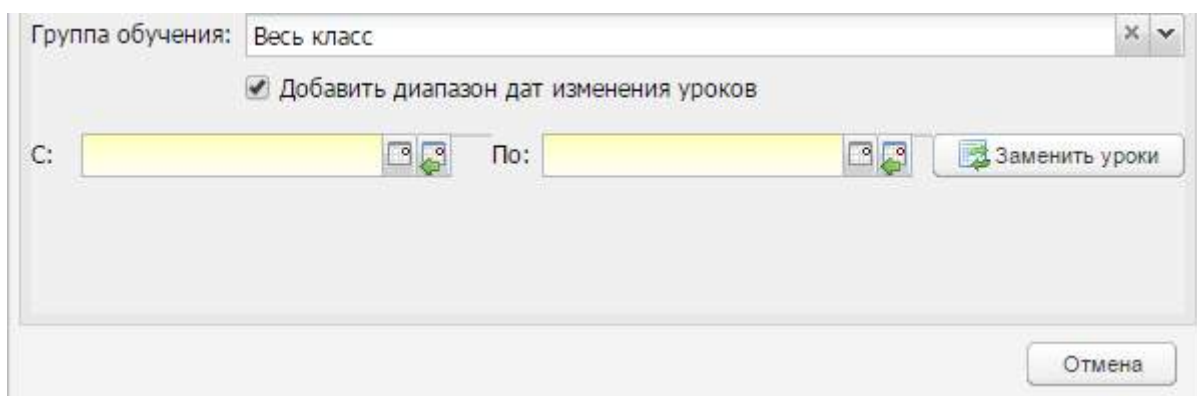 Группа обучения: Весь класс
Добавить диапазон дат изменения уроков
С: По: Заменить уроки
Отмена